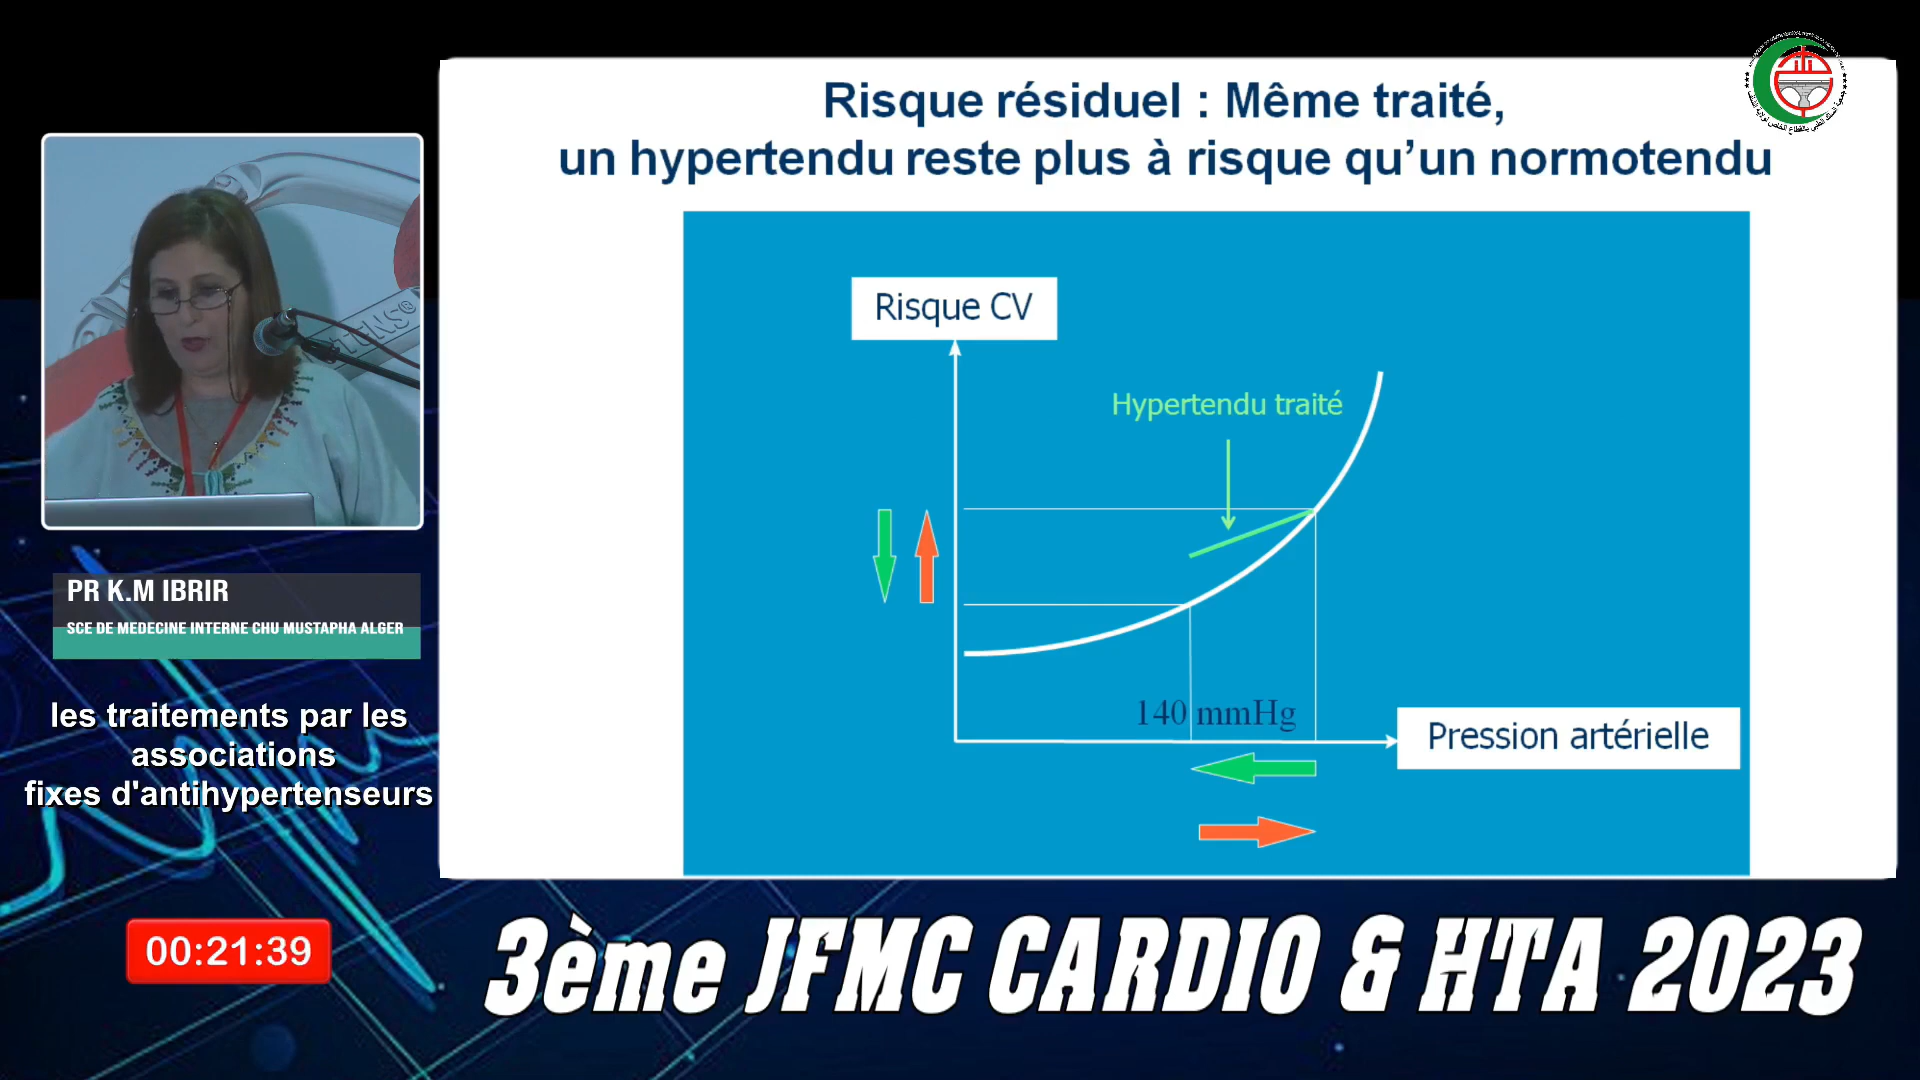 Risque résiduel : Même traité,
un hypertendu reste plus à risque qu’un normotendu
Risque CV
Hypertendu traité
140 mmHg
Pression artérielle
TENS®
PR K.M IBRIR
SCE DE MEDECINE INTERNE CHU MUSTAPHA ALGER
les traitements par les
associations
fixes d'antihypertenseurs
00:21:39
3ème JFMC CARDIO & HTA 2023